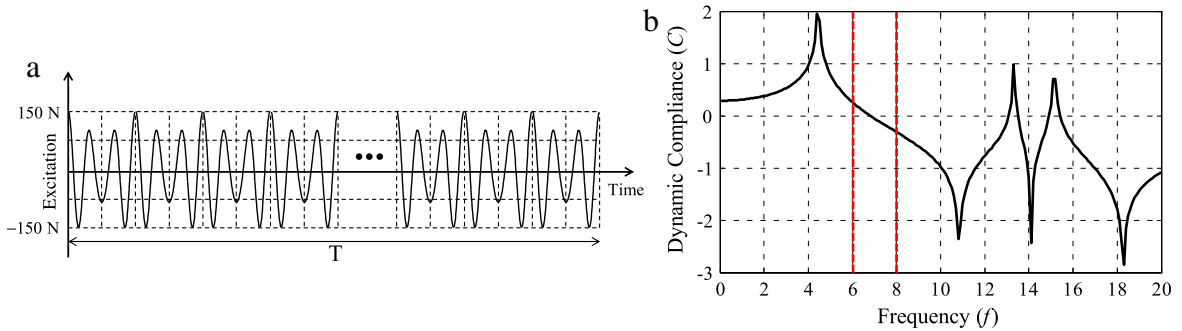 a
150 N
Excitation
−150 N
•••
Time
T
b
Dynamic Compliance (C)
2
1
0
-1
-2
-3
0 2 4 6 8 10 12 14 16 18 20
Frequency (f)